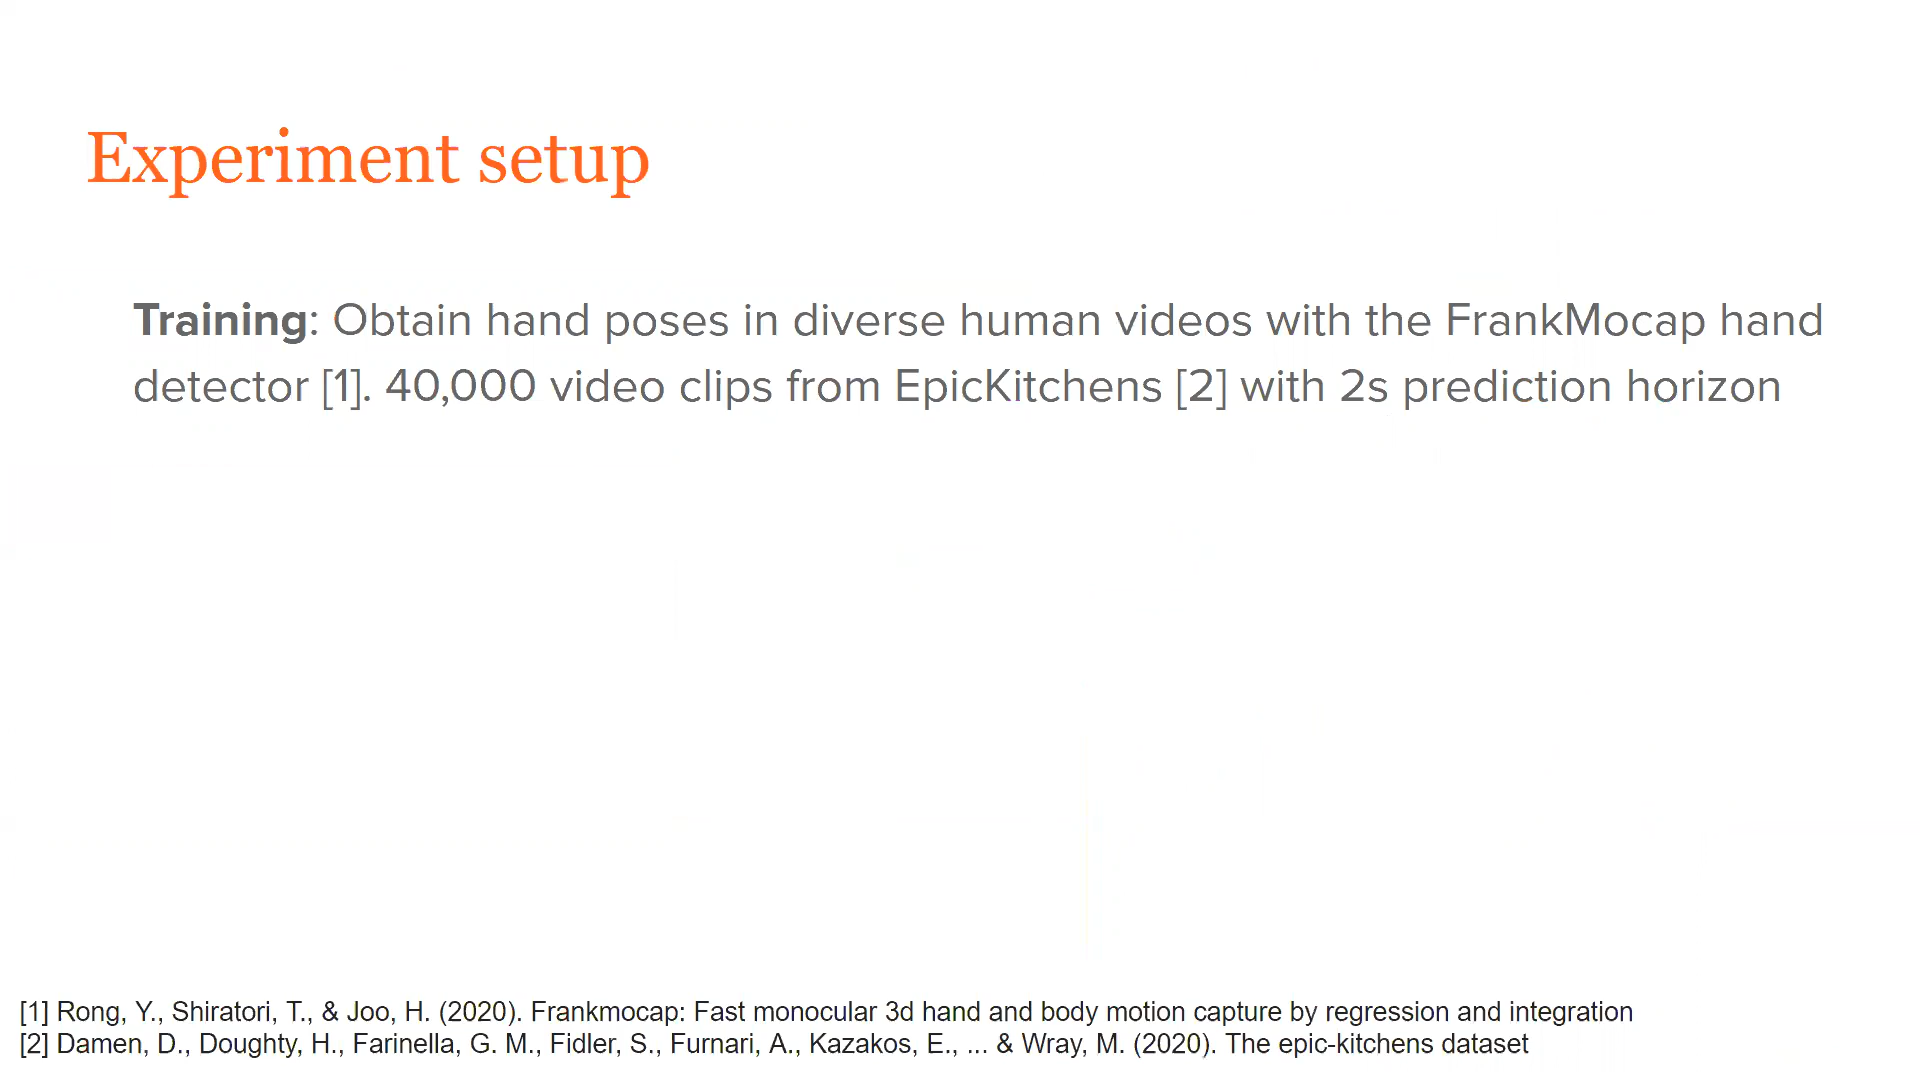 Experiment setup
Training: Obtain hand poses in diverse human videos with the FrankMocap hand
detector [1]. 40,000 video clips from EpicKitchens [2] with 2s prediction horizon
[1] Rong, Y., Shiratori, T., & Joo, H. (2020). Frankmocap: Fast monocular 3d hand and body motion capture by regression and integration
[2] Damen, D., Doughty, H., Farinella, G. M., Fidler, S., Furnari, A., Kazakos, E., ... & Wray, M. (2020). The epic-kitchens dataset